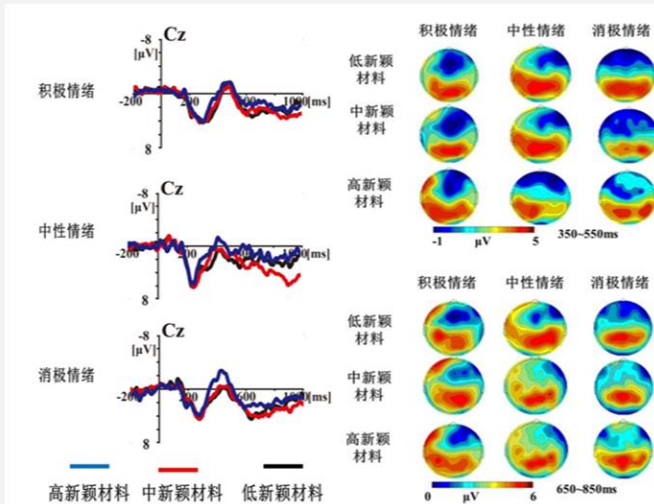 -8
Cz
[μV]
积极情绪
-200
200
600
1000
[ms]
8
-8
Cz
[μV]
中性情绪
-200
200
[ms]
8
-8
Cz
[μV]
消极情绪
-200
200
600
[ms]
8
高新颖材料
中新颖材料
低新颖材料
积极情绪 中性情绪 消极情绪
低新颖
材料
中新颖
材料
高新颖
材料
-1 μV 5 350~550ms
积极情绪 中性情绪 消极情绪
低新颖
材料
中新颖
材料
高新颖
材料
0 μV 6 650~850ms